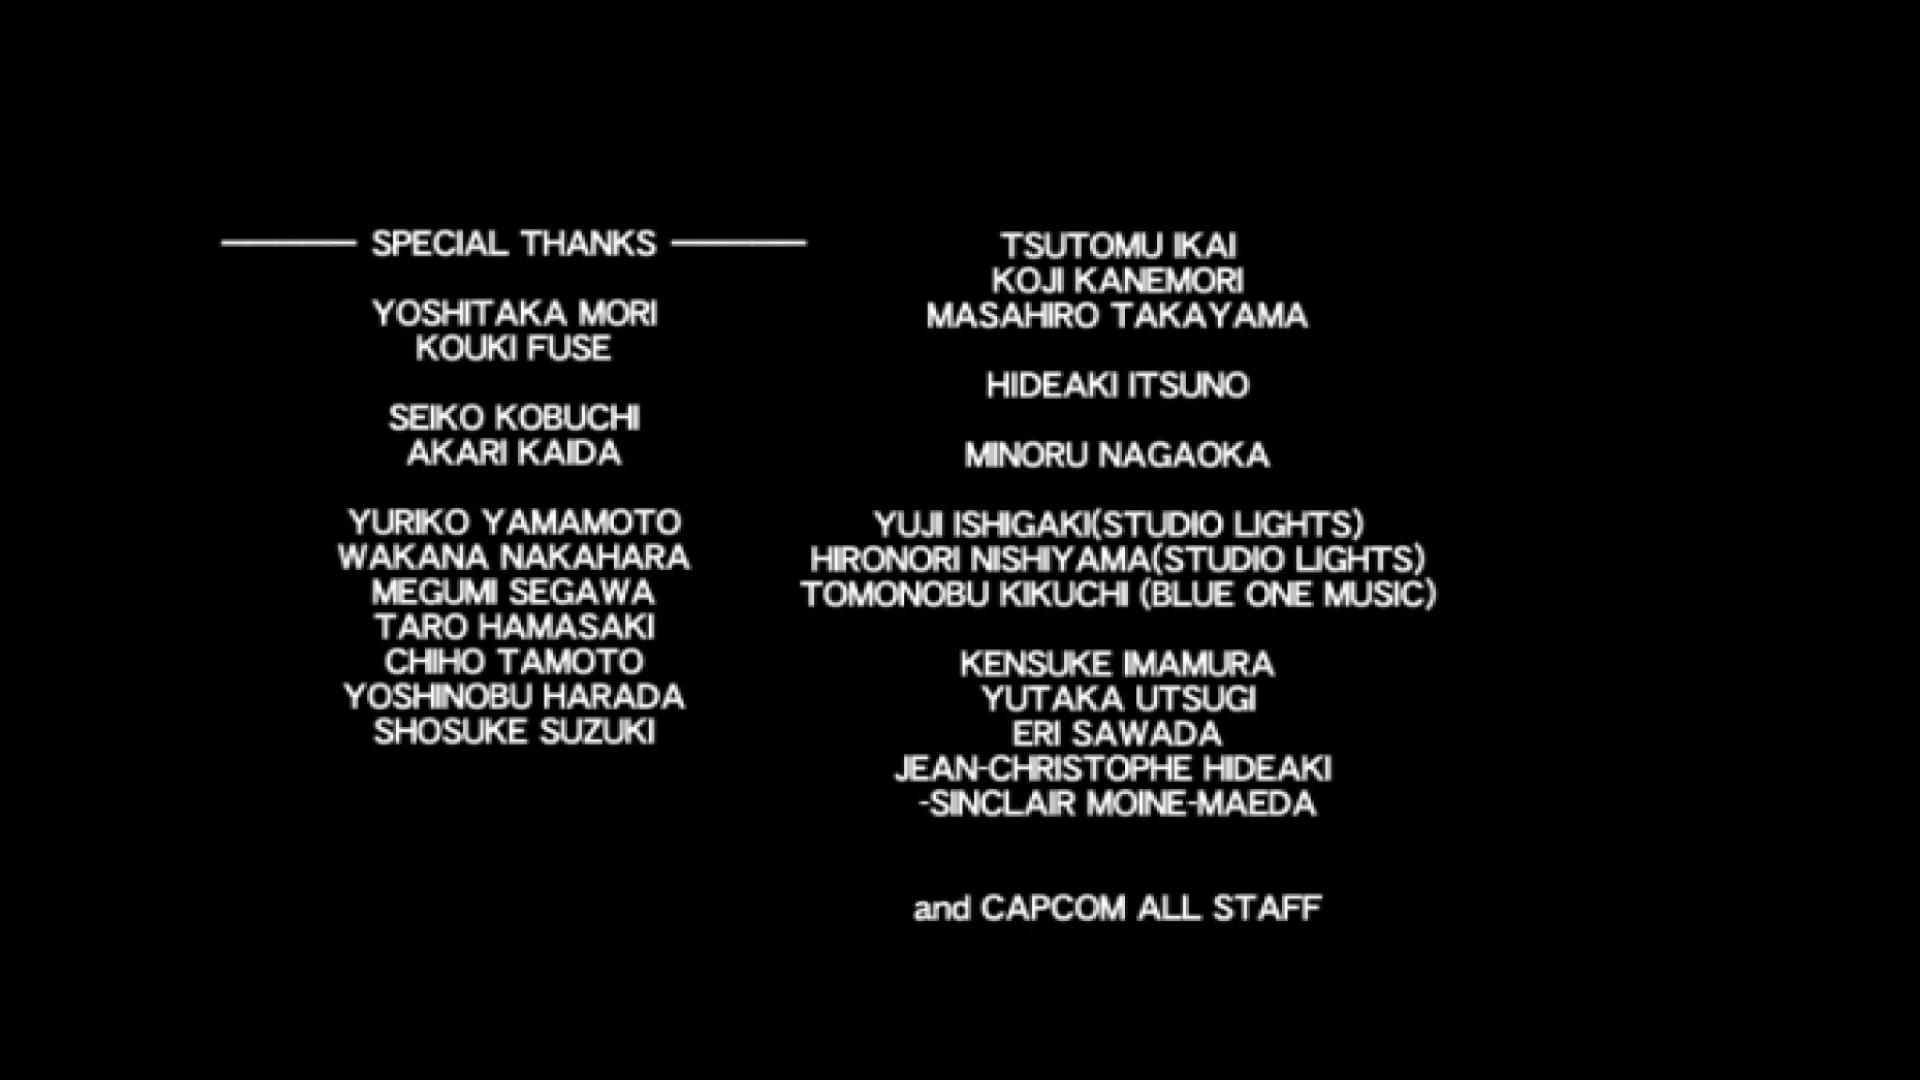 SPECIAL THANKS
YOSHITAKA MORI
KOUKI FUSE
SEIKO KOBUCHI
AKARI KAIDA
YURIKO YAMAMOTO
WAKANA NAKAHARA
MEGUMI SEGAWA
TARO HAMASAKI
CHIHO TAMOTO
YOSHINOBU HARADA
SHOSUKE SUZUKI
TSUTOMU IKAI
KOJI KANEMORI
MASAHIRO TAKAYAMA
HIDEAKI ITSUNO
MINORU NAGAOKA
YUJI ISHIGAKI(STUDIO LIGHTS)
HIRONORI NISHIYAMA(STUDIO LIGHTS)
TOMONOBU KIKUCHI (BLUE ONE MUSIC)
KENSUKE IMAMURA
YUTAKA UTSUGI
ERI SAWADA
JEAN-CHRISTOPHE HIDEAKI
-SINCLAIR MOINE-MAEDA
and CAPCOM ALL STAFF